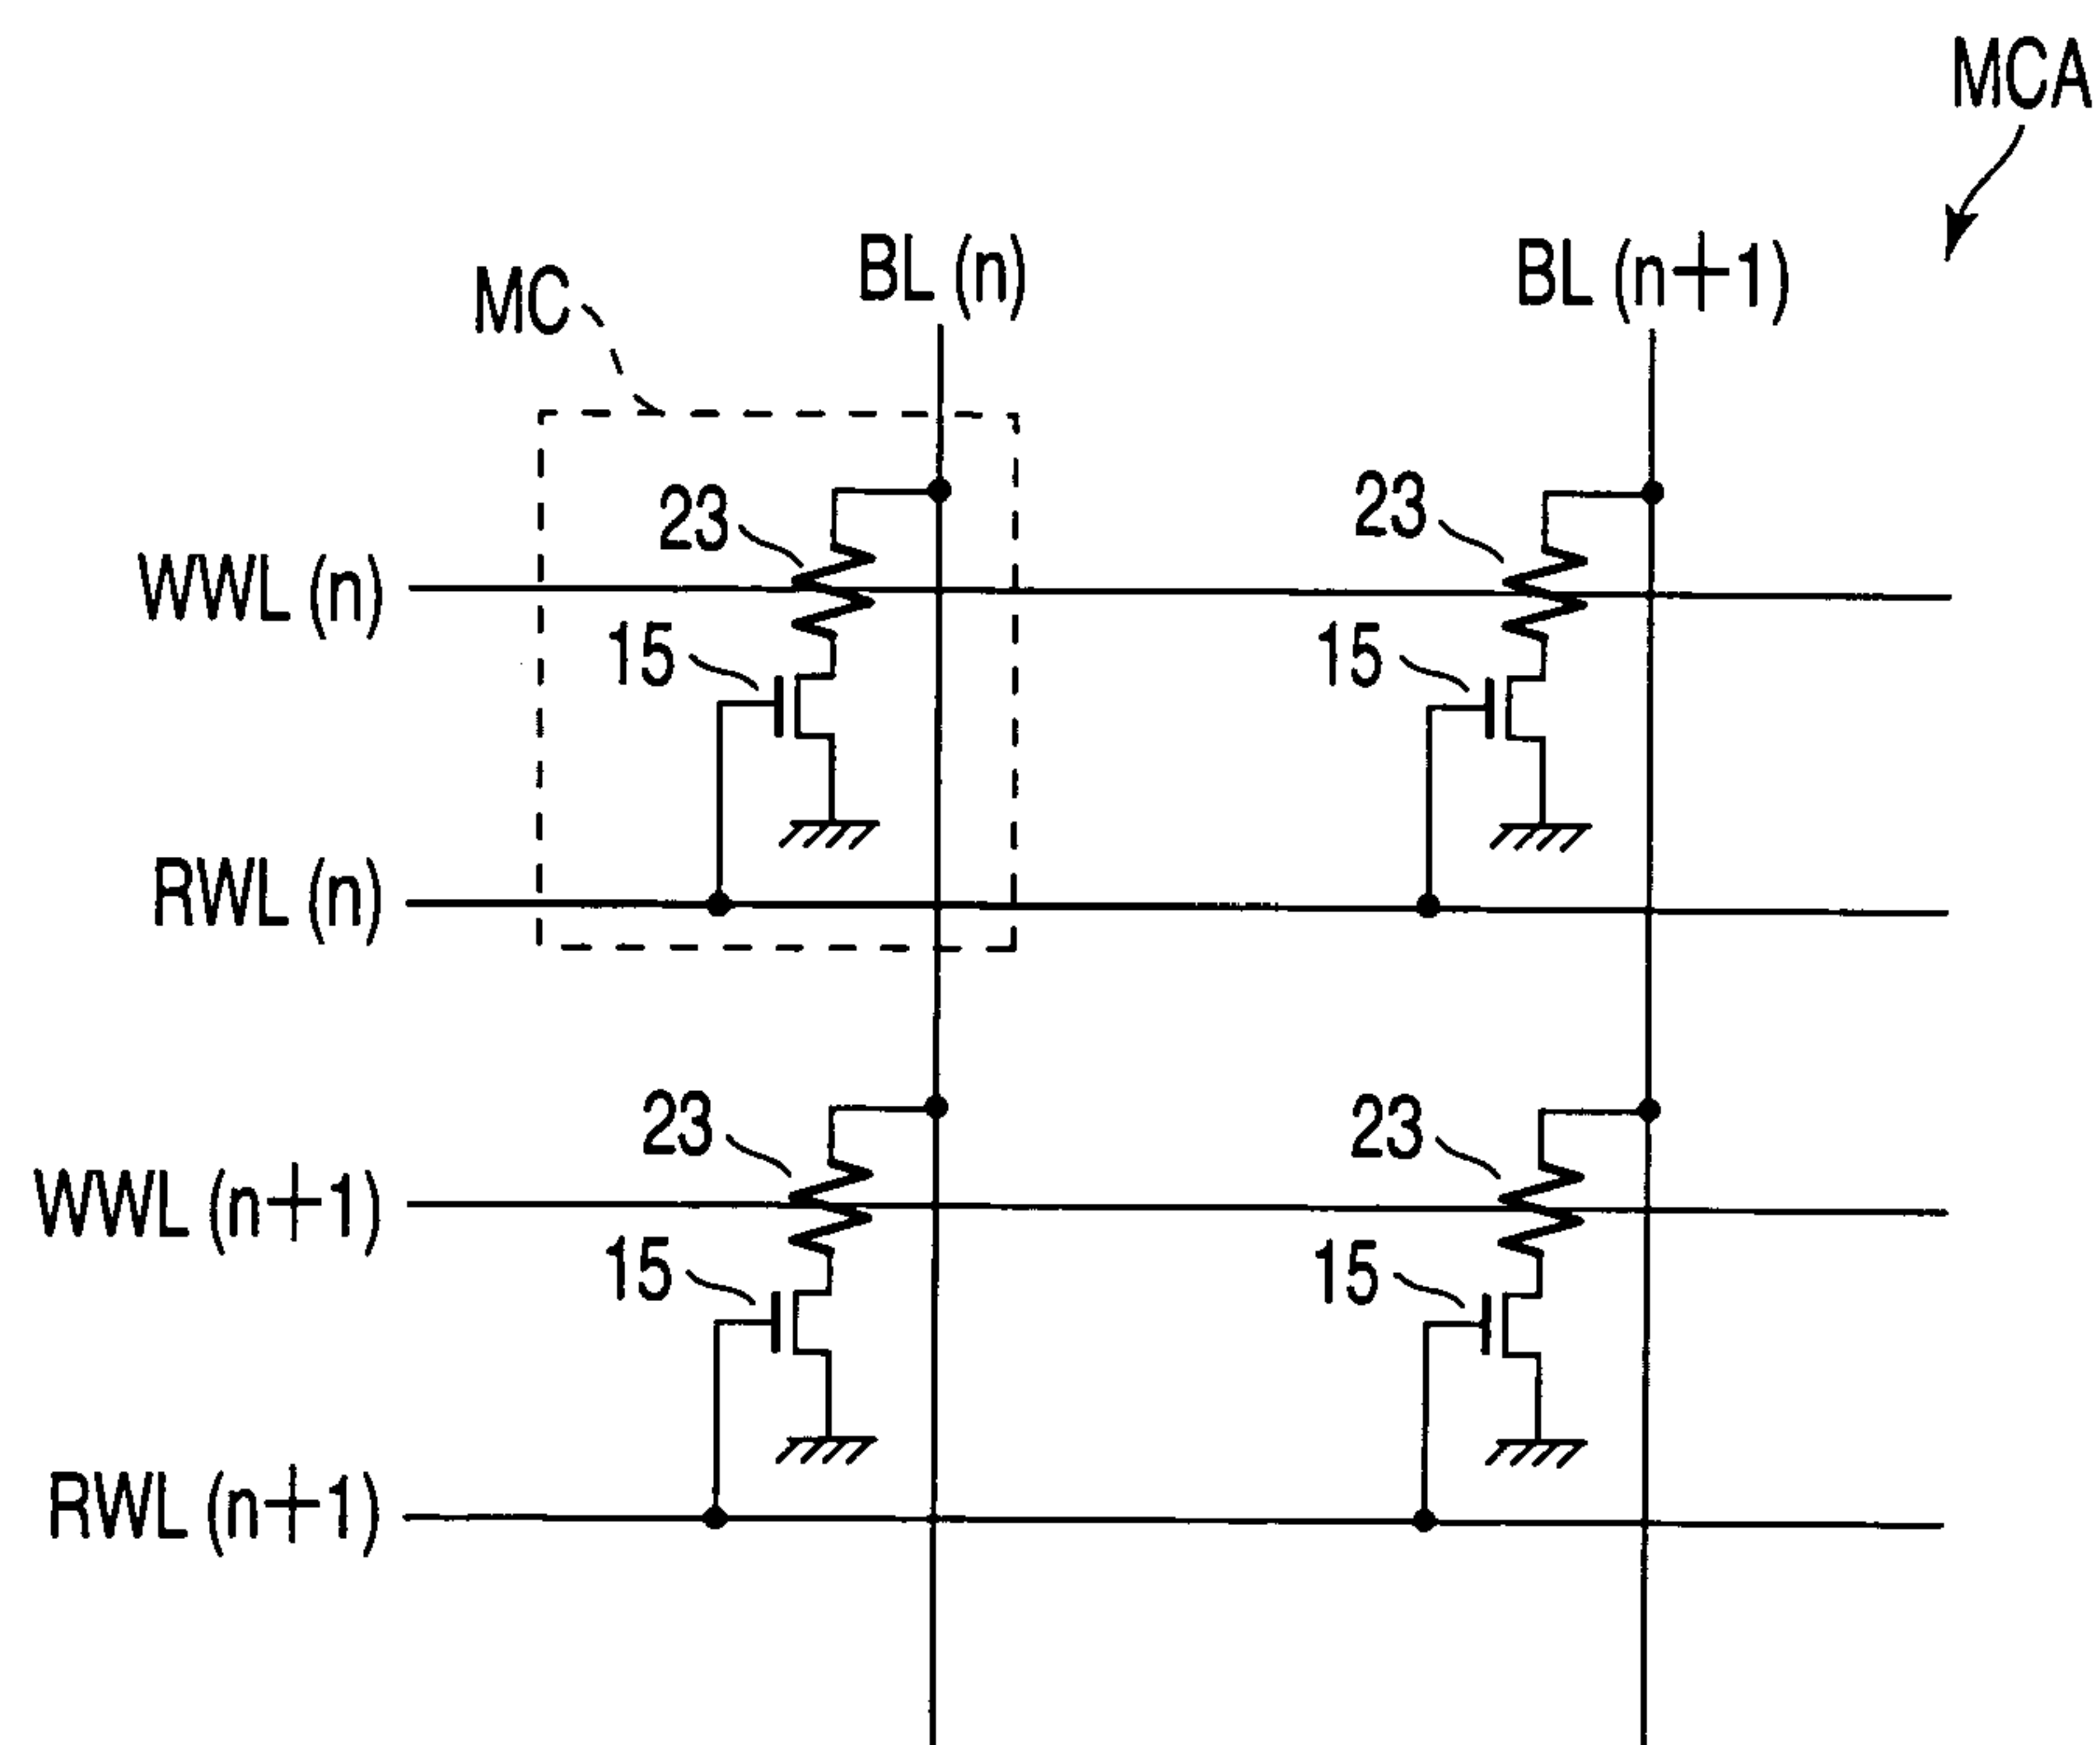 MCA
BL (n)
BL (n+1)
MC
23
23
WWL (n)
15
15
RWL (n)
23
23
WWL (n+1)
15
15
RWL (n+1)